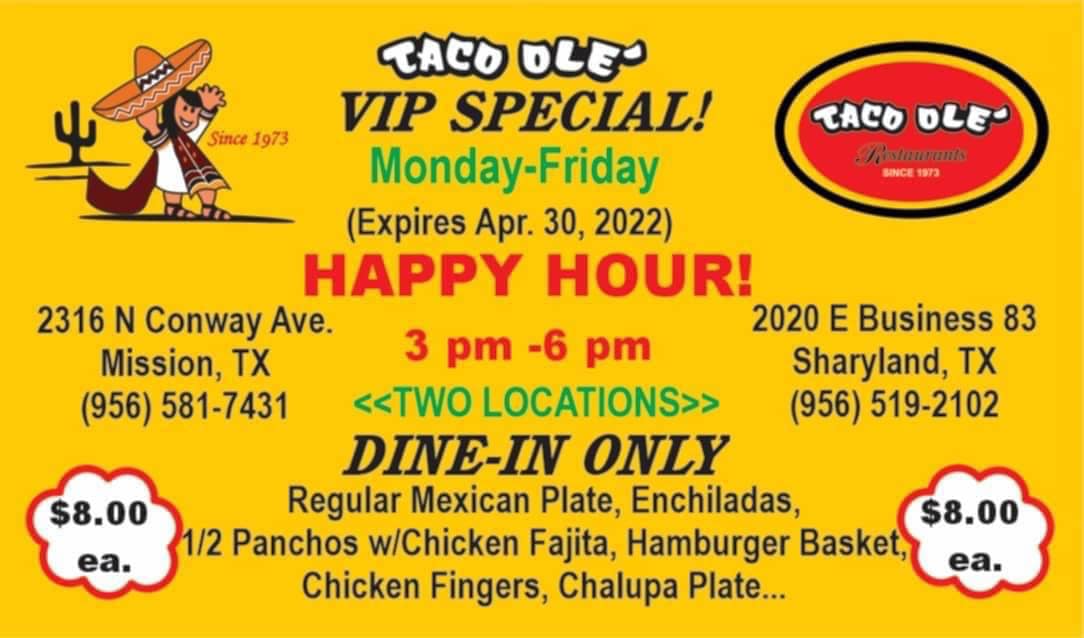 TACO OLE´
VIP SPECIAL!
Monday-Friday
(Expires Apr. 30, 2022)
Since 1973
TACO OLE´
Restaurants
SINCE 1973
HAPPY HOUR!
3 pm -6 pm
<<TWO LOCATIONS>>
2316 N Conway Ave.
Mission, TX
(956) 581-7431
2020 E Business 83
Sharyland, TX
(956) 519-2102
DINE-IN ONLY
Regular Mexican Plate, Enchiladas,
1/2 Panchos w/Chicken Fajita, Hamburger Basket,
Chicken Fingers, Chalupa Plate...
$8.00
ea.
$8.00
ea.